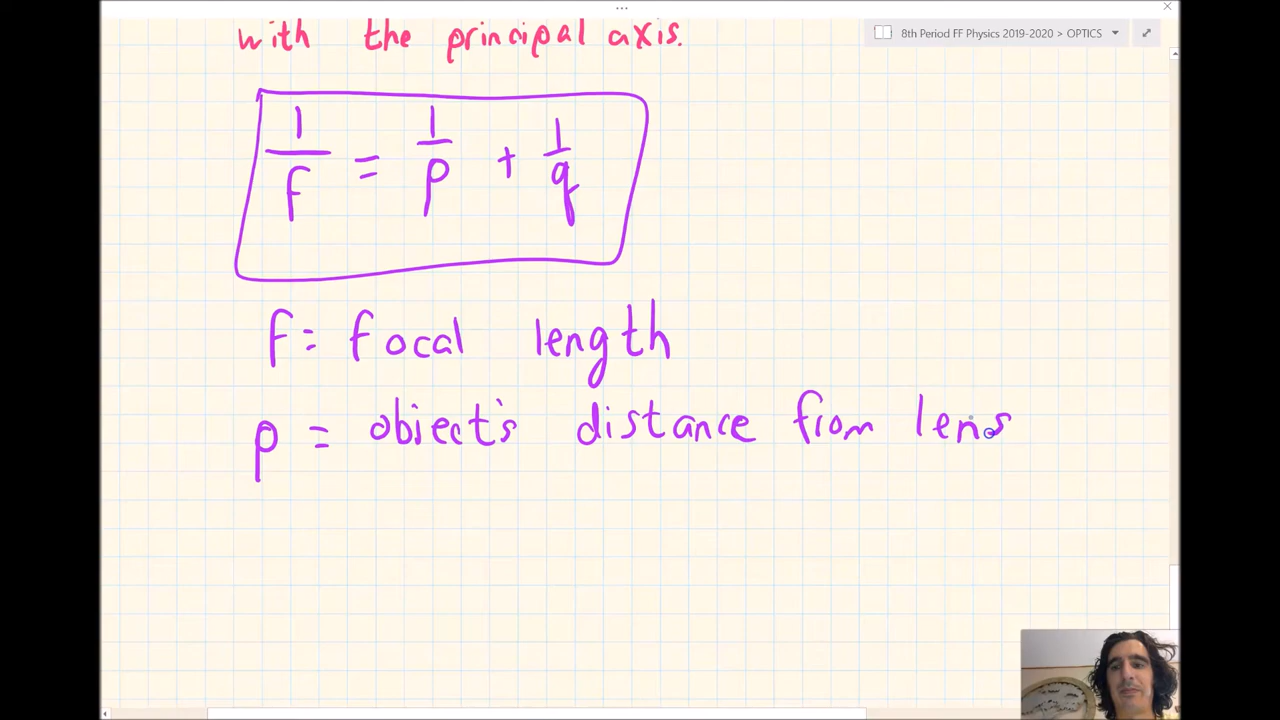 with the principal axis.
8th Period FF Physics 2019-2020 > OPTICS
1/f = 1/p + 1/q
f = focal length
p = object's distance from lens